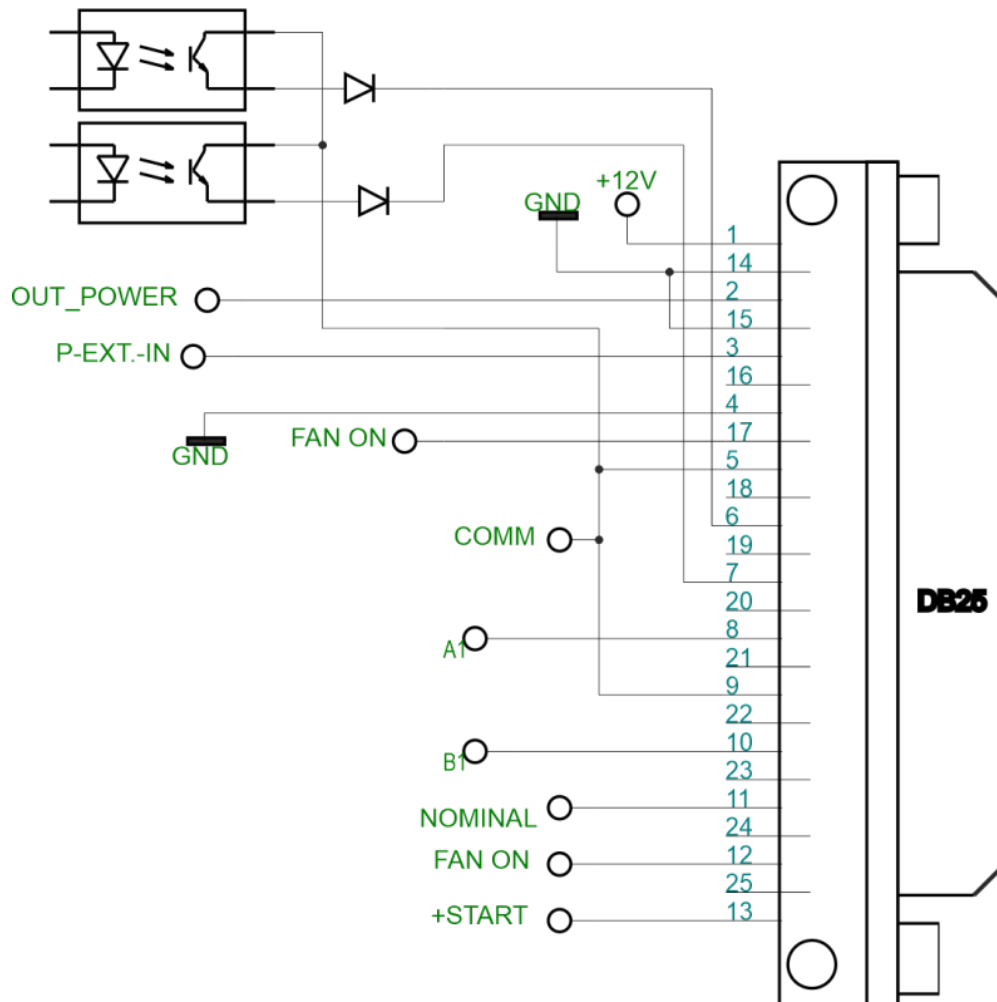 +12V
GND
1
14
OUT_POWER
2
15
P-EXT.-IN
3
16
4
FAN ON
17
GND
5
18
6
COMM
19
7
20
DB25
8
A1
21
9
22
10
B1
23
11
NOMINAL
24
12
FAN ON
25
13
+START